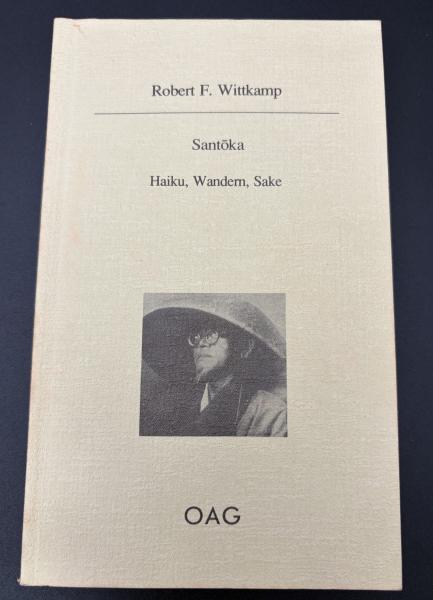 Robert F. Wittkamp
Santōka
Haiku, Wandern, Sake
OAG